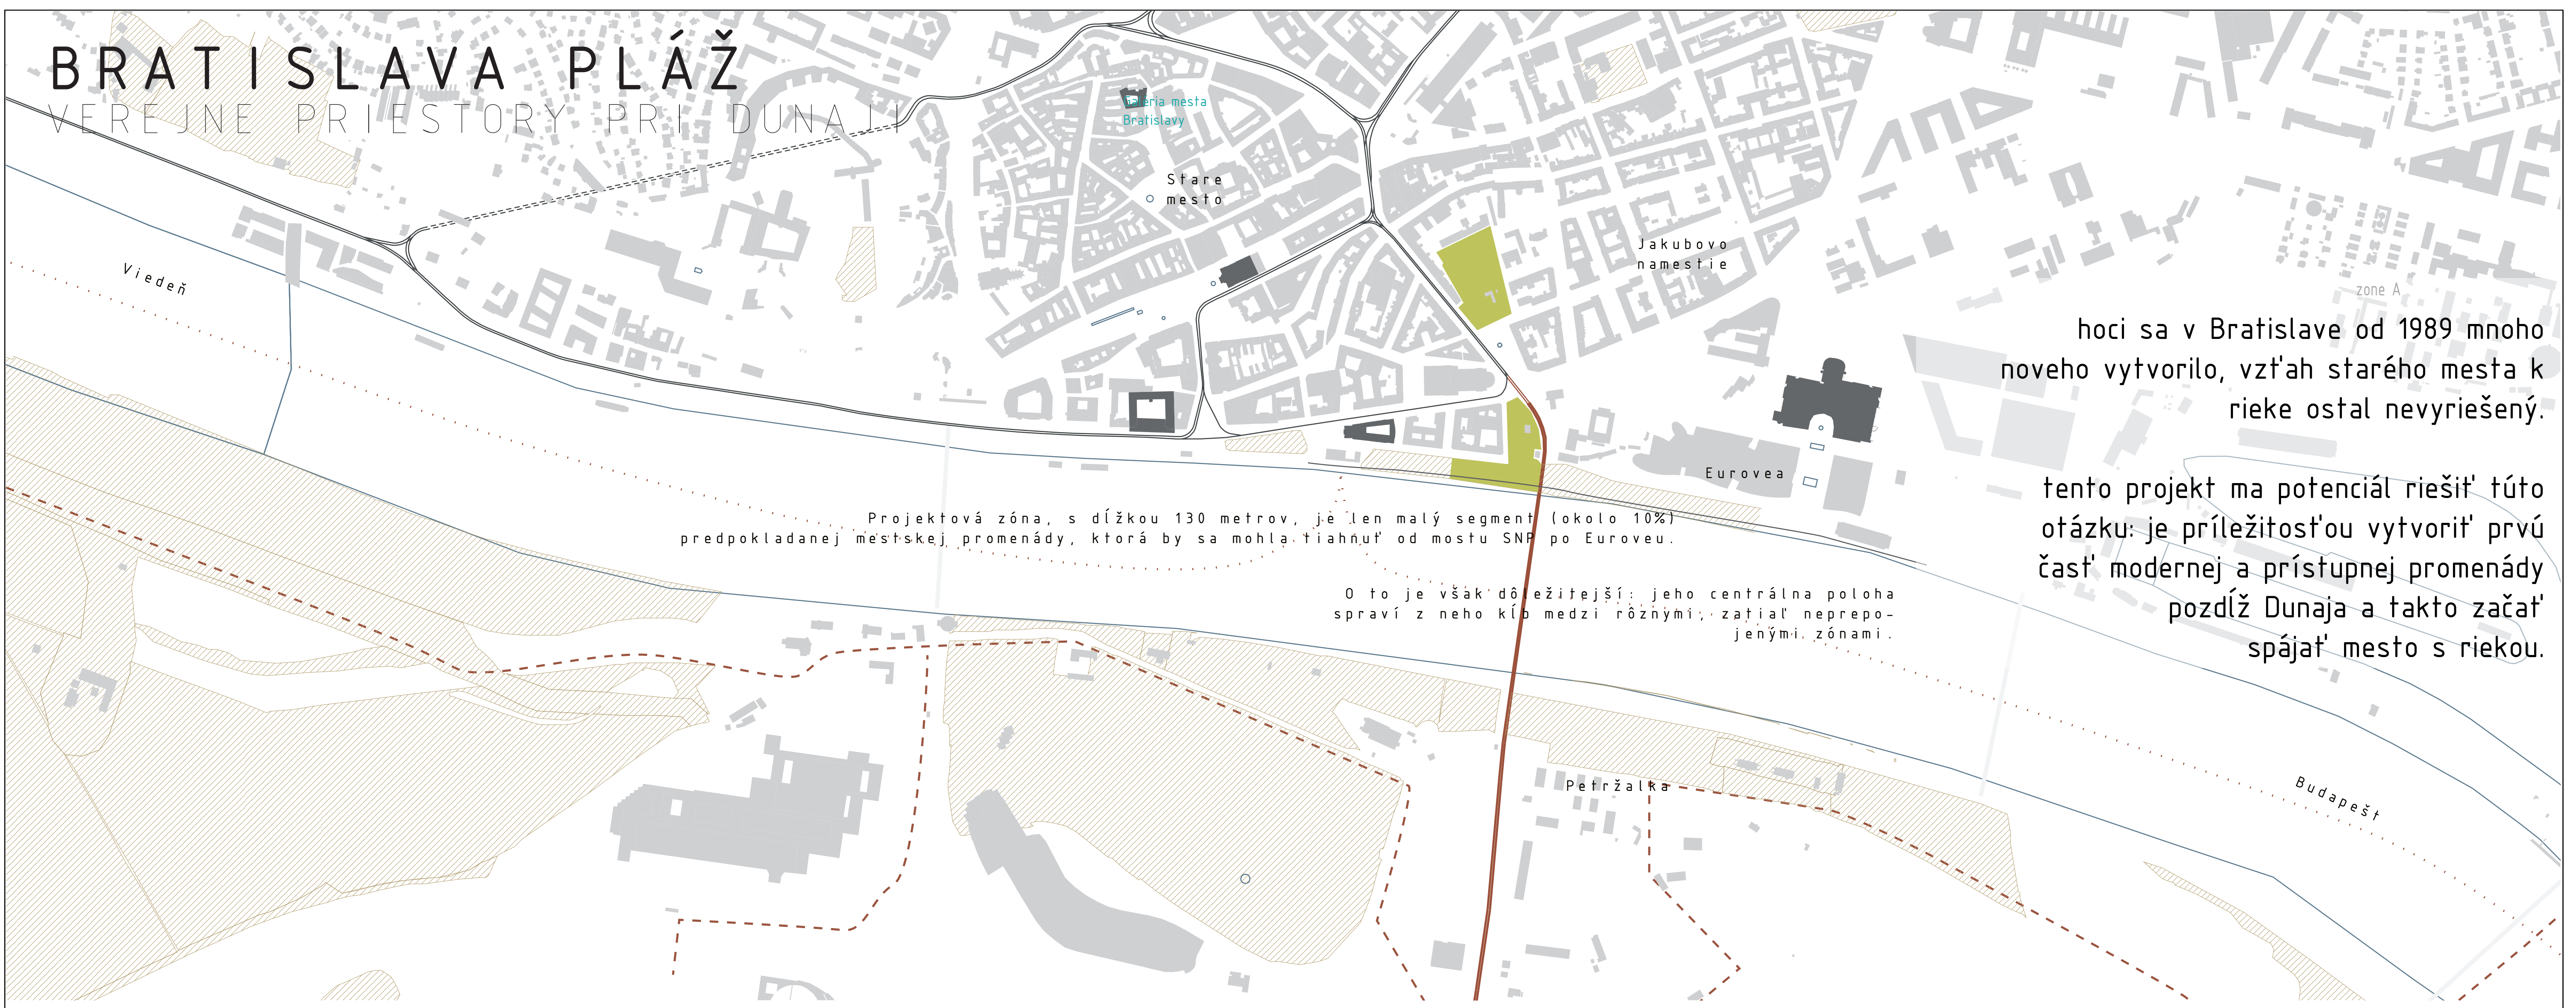 BRATISLAVA PLÁŽ
VEREJNE PRIESTORY PRI DUNAJI
Galeria mesta
Bratislavy
Stare
mesto
Jakubovo
namestie
Viedeň
zone A
hoci sa v Bratislave od 1989 mnoho
noveho vytvorilo, vzťah starého mesta k
rieke ostal nevyriešený.
tento projekt ma potenciál riešiť túto
otázku: je príležitosťou vytvoriť prvú
časť modernej a prístupnej promenády
pozdĺž Dunaja a takto začať
spájať mesto s riekou.
Eurovea
Projektová zóna, s dĺžkou 130 metrov, je len malý segment (okolo 10%)
predpokladanej mestskej promenády, ktorá by sa mohla tiahnuť od mostu SNP po Euroveu.
O to je však dôležitejší: jeho centrálna poloha
spraví z neho kĺb medzi rôznymi, zatiaľ neprepo-
jenými zónami.
Petržalka
Budapešt